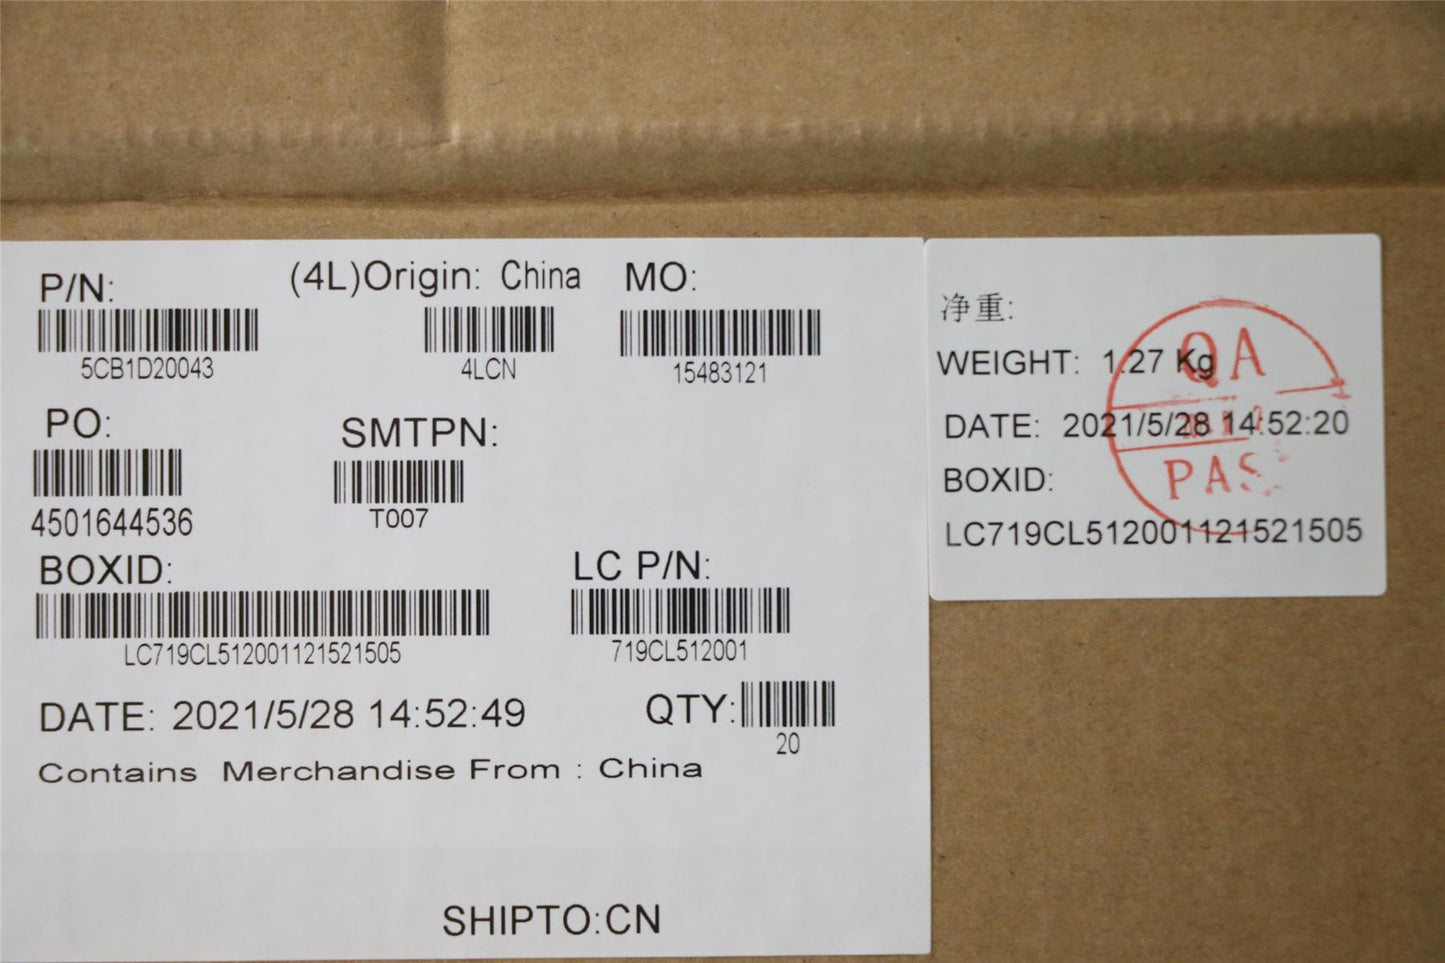 P/N:
(4L)Origin: China
MO:
5CB1D20043
4LCN
15483121
PO:
SMTPN:
4501644536
T007
BOXID:
LC P/N:
LC719CL512001121521505
719CL512001
DATE: 2021/5/28 14:52:49
QTY:
20
Contains Merchandise From : China
SHIPTO:CN
净重:
WEIGHT: 1.27 Kg
DATE: 2021/5/28 14:52:20
BOXID:
LC719CL512001121521505
QA